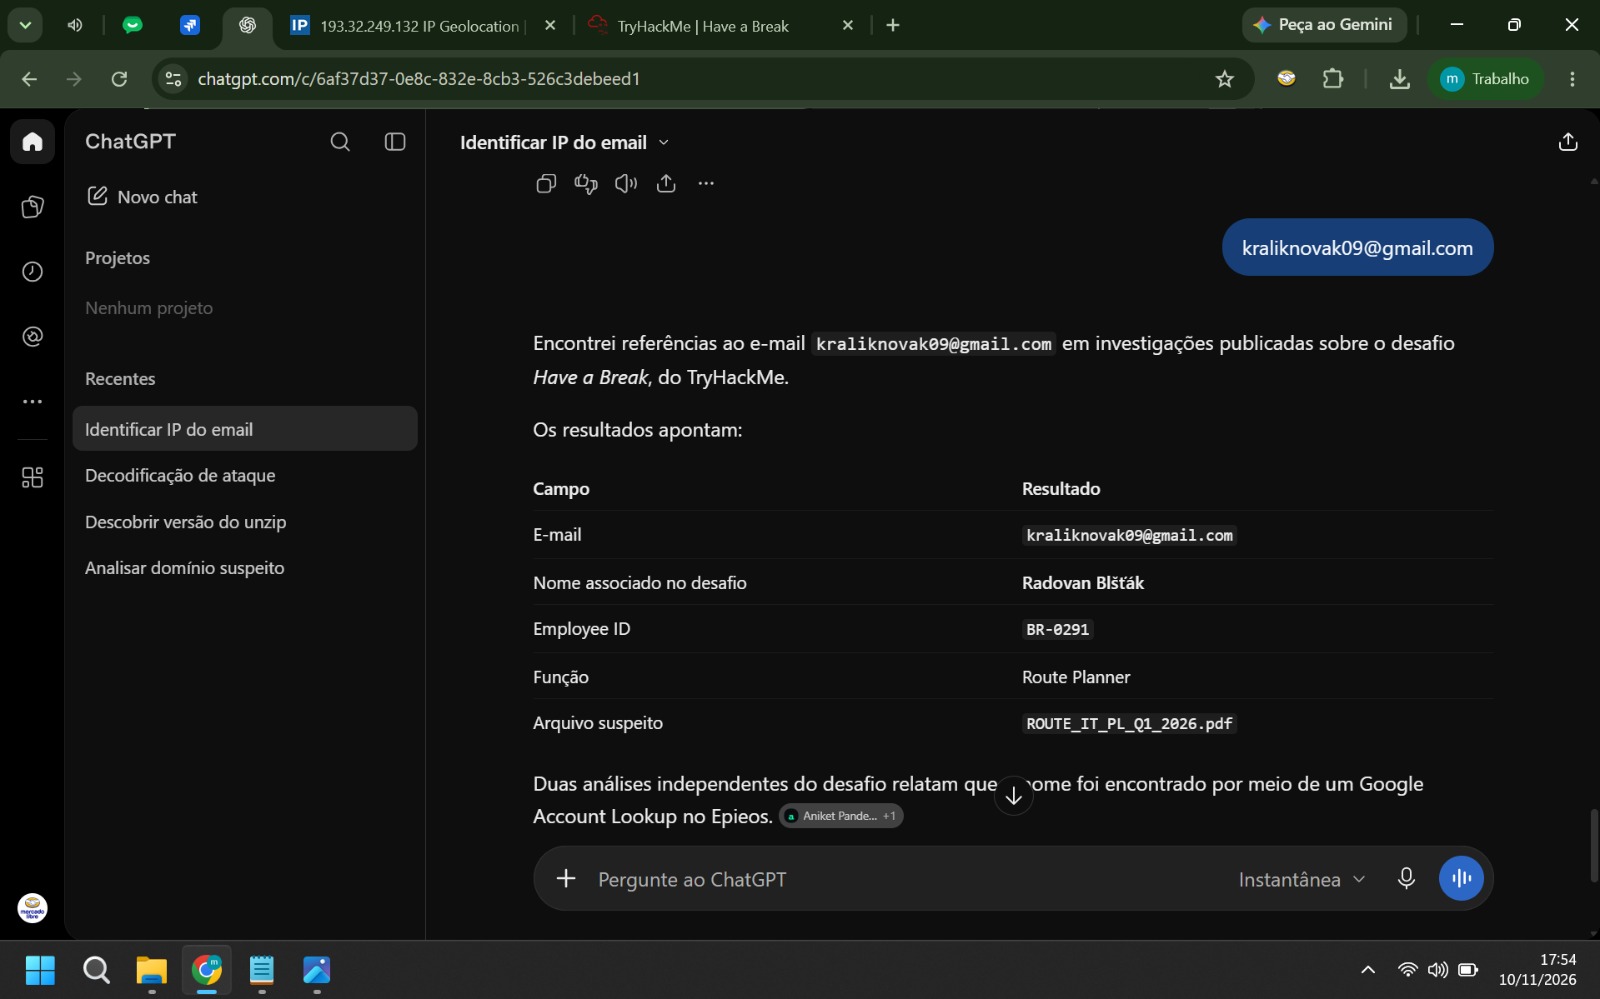 IP 193.32.249.132 IP Geolocation
TryHackMe | Have a Break
Peça ao Gemini
chatgpt.com/c/6af37d37-0e8c-832e-8cb3-526c3debeed1
m Trabalho
ChatGPT
Novo chat
Projetos
Nenhum projeto
Recentes
Identificar IP do email
Decodificação de ataque
Descobrir versão do unzip
Analisar domínio suspeito
mercado libre
Identificar IP do email
kraliknovak09@gmail.com
Encontrei referências ao e-mail kraliknovak09@gmail.com em investigações publicadas sobre o desafio
Have a Break, do TryHackMe.
Os resultados apontam:
Campo Resultado
E-mail kraliknovak09@gmail.com
Nome associado no desafio Radovan Blšťák
Employee ID BR-0291
Função Route Planner
Arquivo suspeito ROUTE_IT_PL_Q1_2026.pdf
Duas análises independentes do desafio relatam que ome foi encontrado por meio de um Google
Account Lookup no Epieos. a Aniket Pande... +1
Pergunte ao ChatGPT Instantânea
17:54
10/11/2026